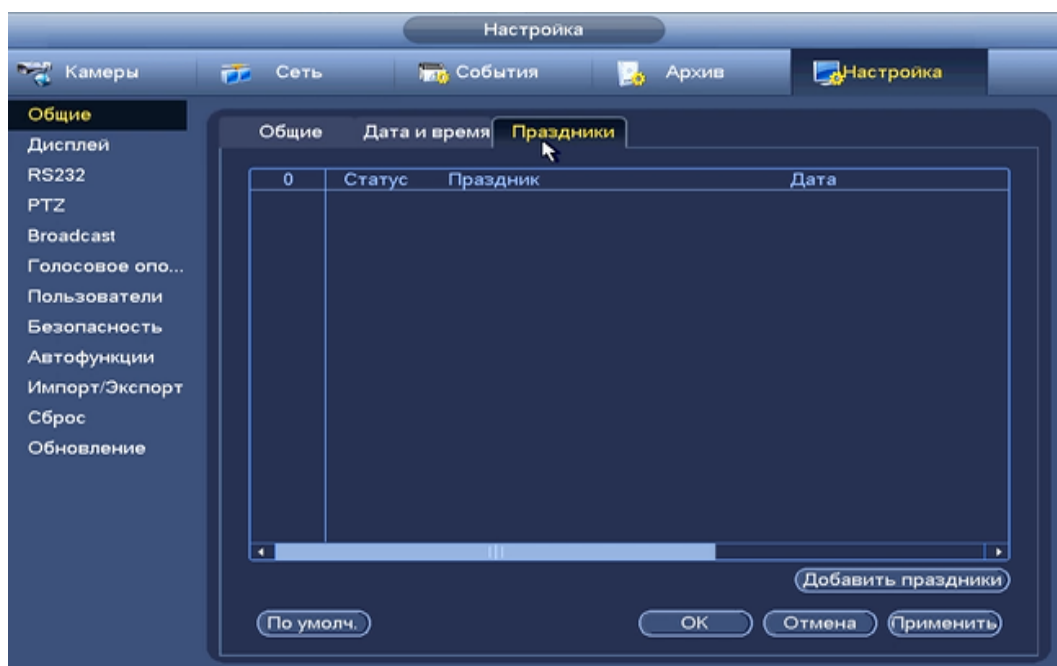 Настройка
Камеры Сеть События Архив Настройка
Общие
Дисплей
RS232
PTZ
Broadcast
Голосовое опо...
Пользователи
Безопасность
Автофункции
Импорт/Экспорт
Сброс
Обновление
Общие Дата и время Праздники
0 Статус Праздник Дата
Добавить праздники
По умолч. OK Отмена Применить